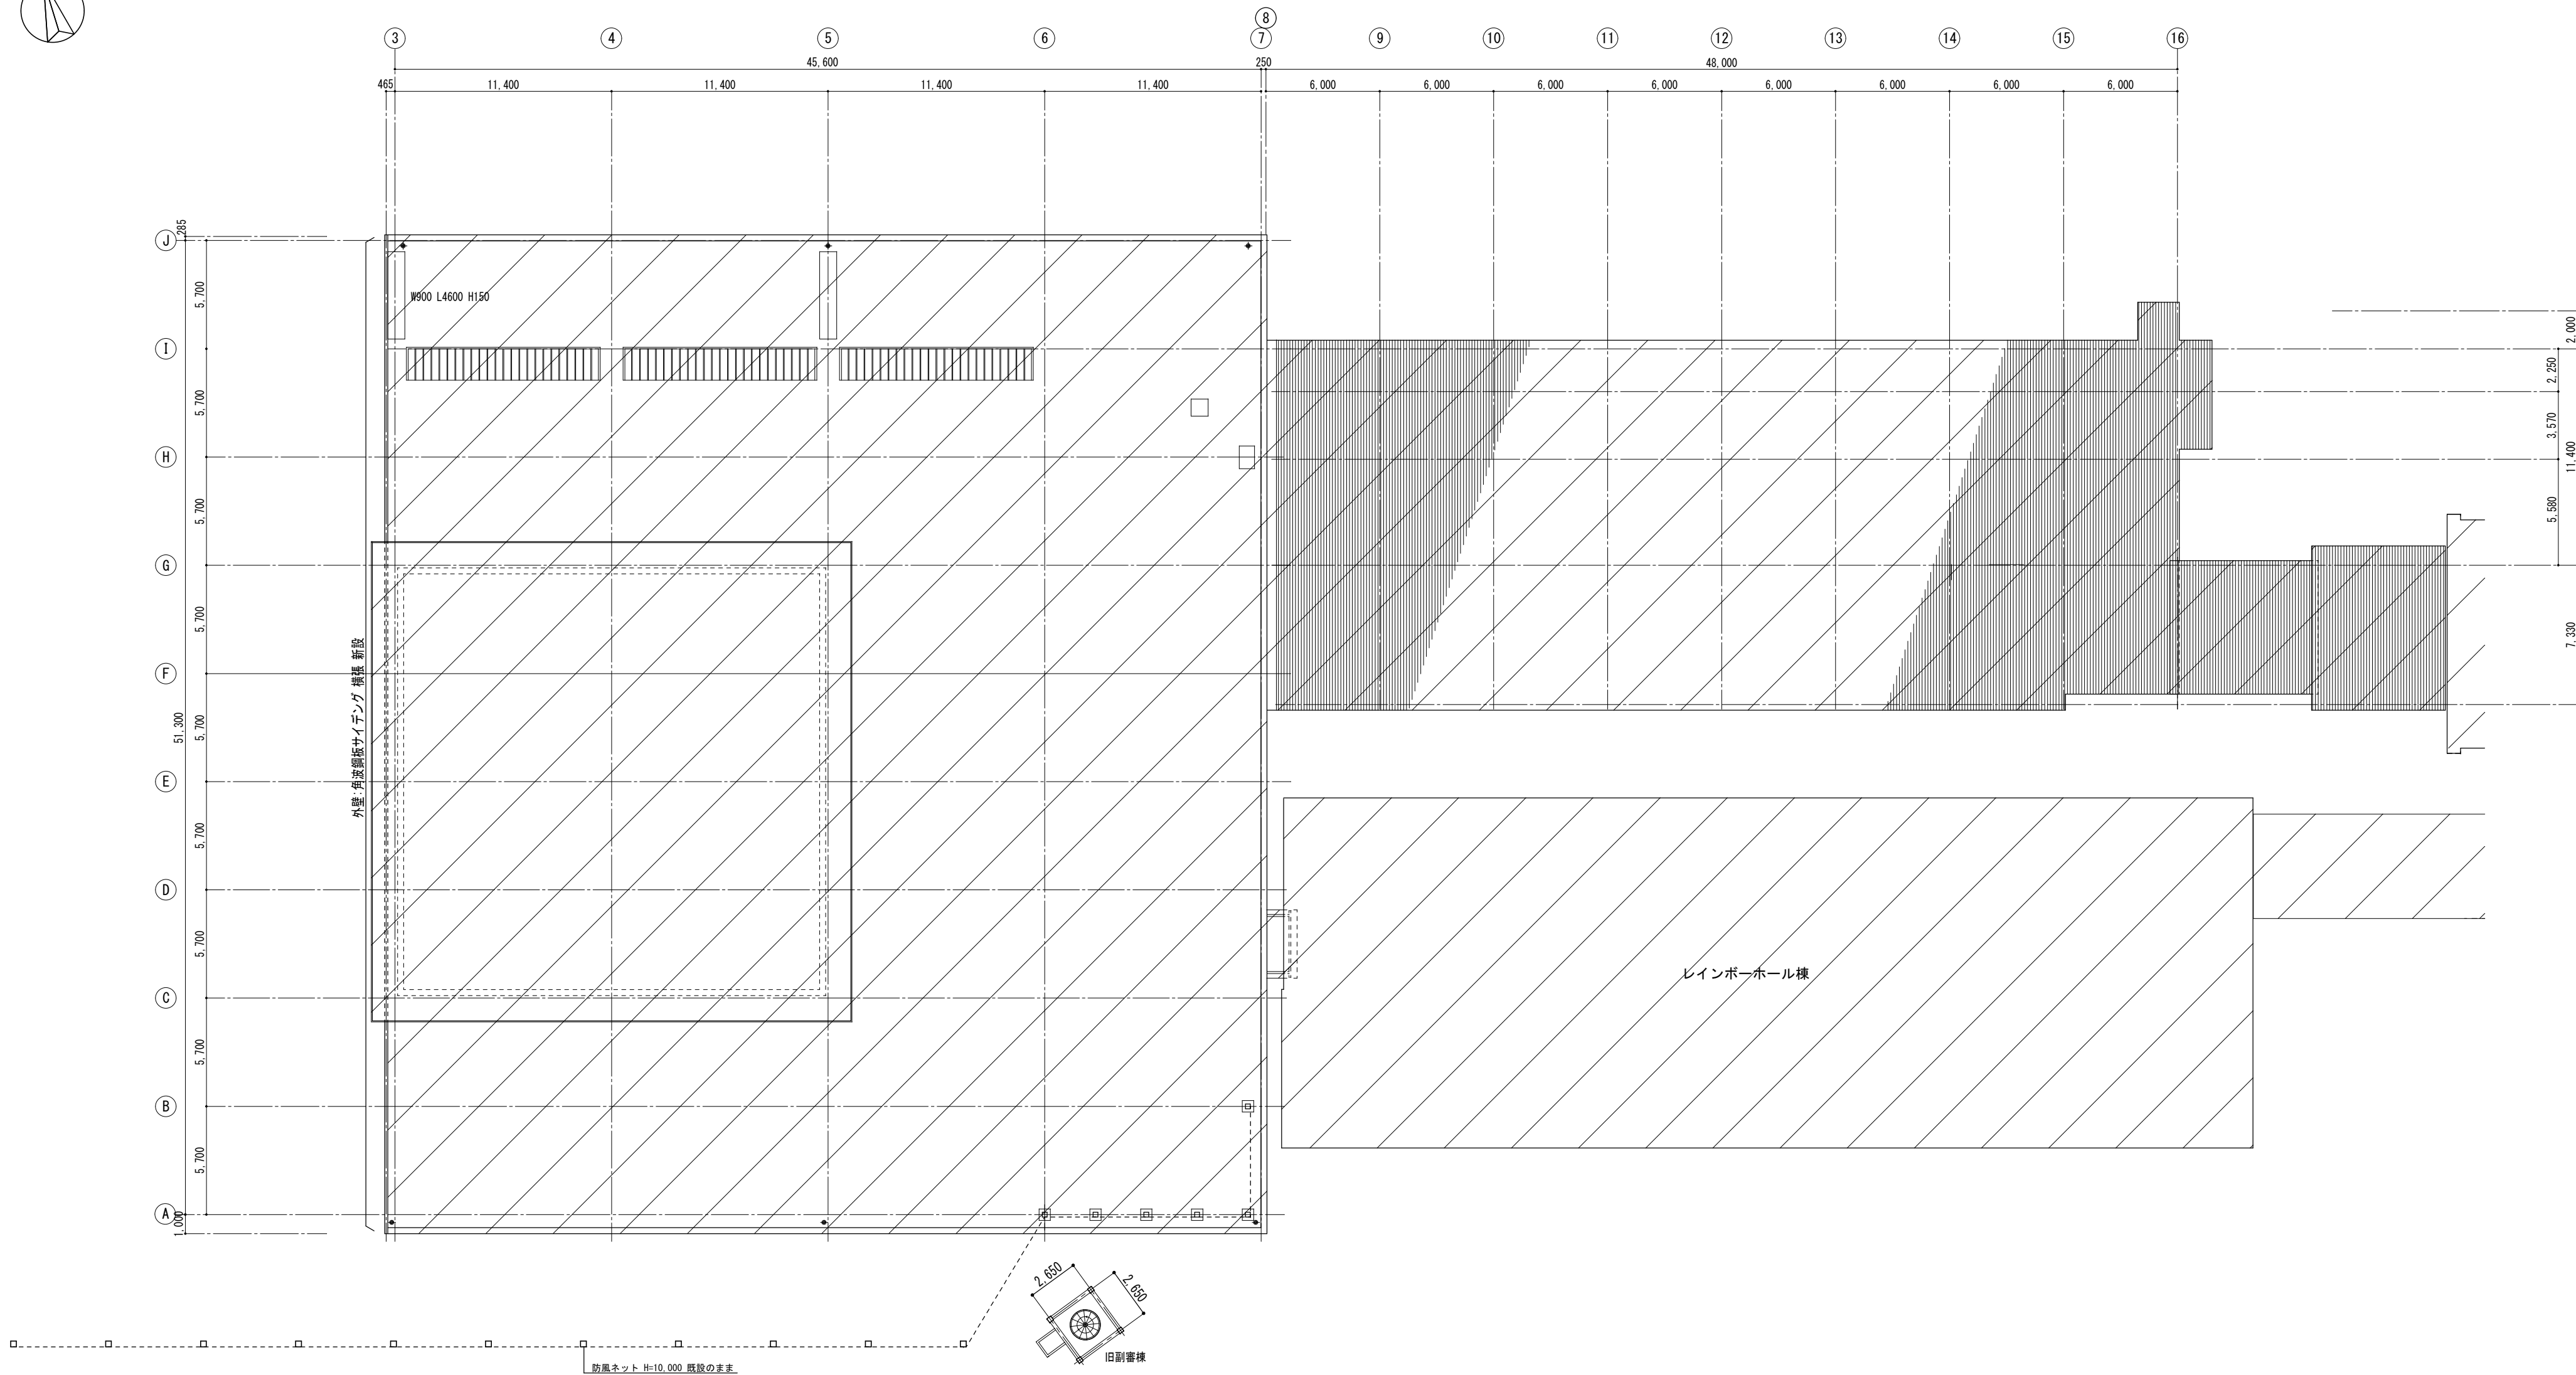 8
3 4 5 6 7 9 10 11 12 13 14 15 16
45,600 250 48,000
465 11,400 11,400 11,400 11,400 6,000 6,000 6,000 6,000 6,000 6,000 6,000 6,000
285
J
5,700
W900 L4600 H150
2,000
I
2,250
5,700
3,570
H
11,400
5,700
5,580
G
5,700
7,330
外壁:角波鋼板サイデング 横張 新設
F
51,300
5,700
E
5,700
D
5,700
レインボーホール棟
C
5,700
B
5,700
A
1,000
2,650
2,650
旧副審棟
防風ネット H=10,000 既設のまま